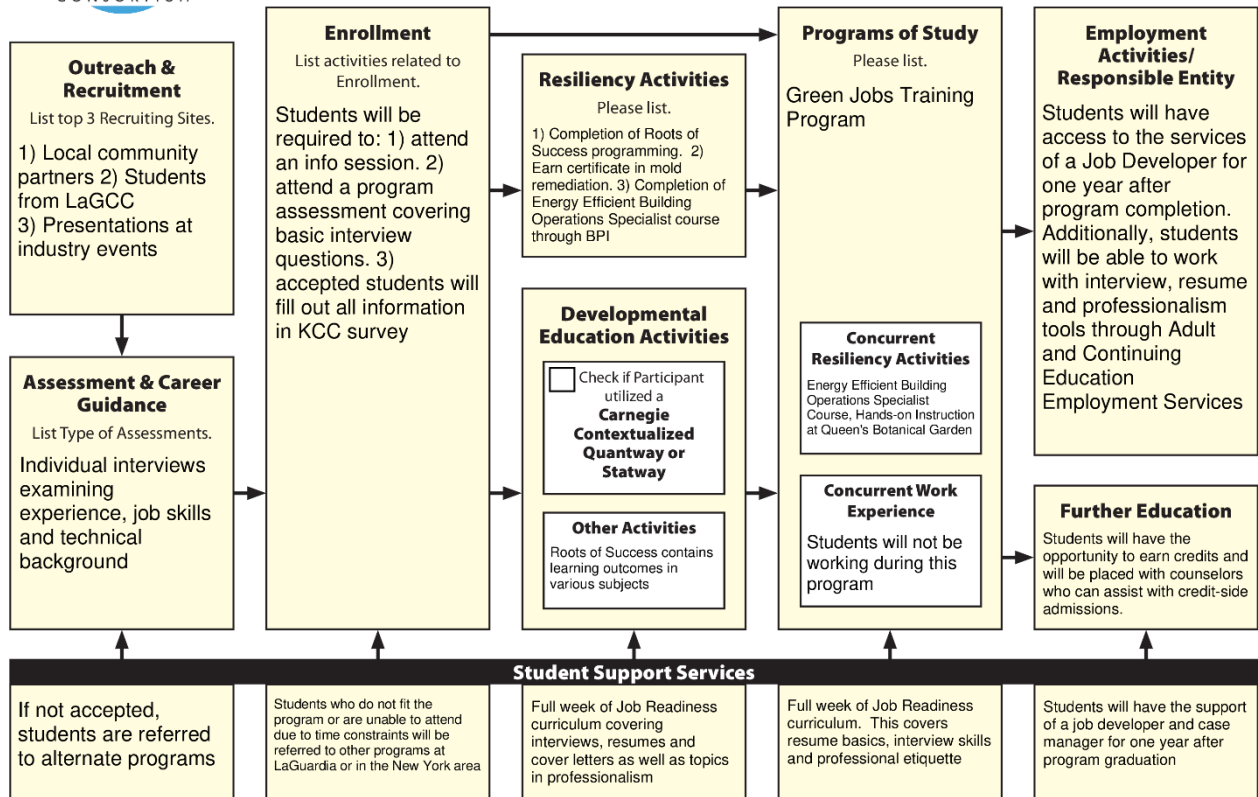 Outreach &
Recruitment
List top 3 Recruiting Sites.
1) Local community
partners 2) Students
from LaGCC
3) Presentations at
industry events
Assessment & Career
Guidance
List Type of Assessments.
Individual interviews
examining
experience, job skills
and technical
background
Enrollment
List activities related to
Enrollment.
Students will be
required to: 1) attend
an info session. 2)
attend a program
assessment covering
basic interview
questions. 3)
accepted students will
fill out all information
in KCC survey
Resiliency Activities
Please list.
1) Completion of Roots of
Success programming.  2)
Earn certificate in mold
remediation. 3) Completion of
Energy Efficient Building
Operations Specialist course
through BPI
Developmental
Education Activities
Check if Participant
utilized a
Carnegie
Contextualized
Quantway or
Statway
Other Activities
Roots of Success contains
learning outcomes in
various subjects
Programs of Study
Please list.
Green Jobs Training
Program
Concurrent
Resiliency Activities
Energy Efficient Building
Operations Specialist
Course, Hands-on Instruction
at Queen's Botanical Garden
Concurrent Work
Experience
Students will not be
working during this
program
Employment
Activities/
Responsible Entity
Students will have
access to the services
of a Job Developer for
one year after
program completion.
Additionally, students
will be able to work
with interview, resume
and professionalism
tools through Adult
and Continuing
Education
Employment Services
Further Education
Students will have the
opportunity to earn credits and
will be placed with counselors
who can assist with credit-side
admissions.
Student Support Services
If not accepted,
students are referred
to alternate programs
Students who do not fit the
program or are unable to attend
due to time constraints will be
referred to other programs at
LaGuardia or in the New York area
Full week of Job Readiness
curriculum covering
interviews, resumes and
cover letters as well as topics
in professionalism
Full week of Job Readiness
curriculum.  This covers
resume basics, interview skills
and professional etiquette
Students will have the support
of a job developer and case
manager for one year after
program graduation